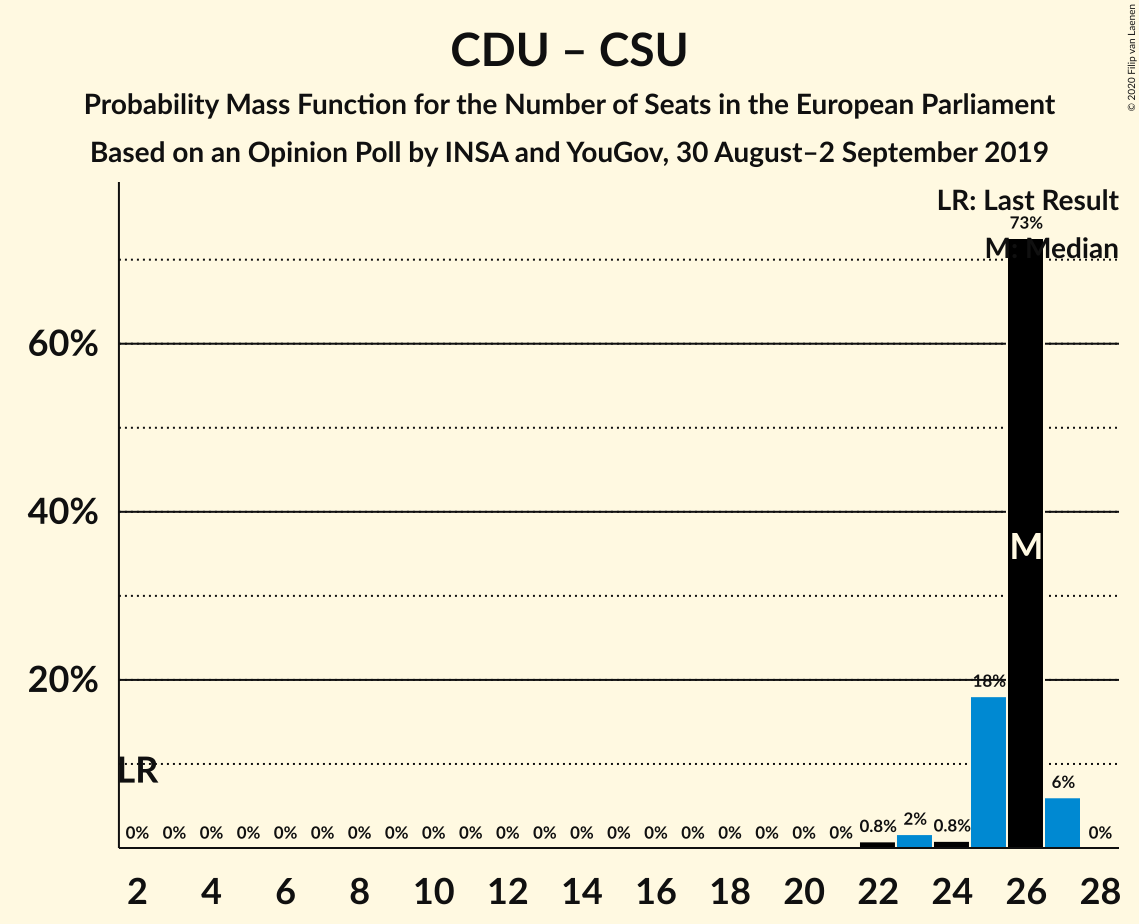 CDU – CSU
Probability Mass Function for the Number of Seats in the European Parliament
Based on an Opinion Poll by INSA and YouGov, 30 August–2 September 2019
© 2020 Filip van Laenen
LR: Last Result
73%
M: Median
60%
40%
M
20%
18%
LR
6%
0% 0% 0% 0% 0% 0% 0% 0% 0% 0% 0% 0% 0% 0% 0% 0% 0% 0% 0% 0% 0.8% 2% 0.8% 0%
2 4 6 8 10 12 14 16 18 20 22 24 26 28